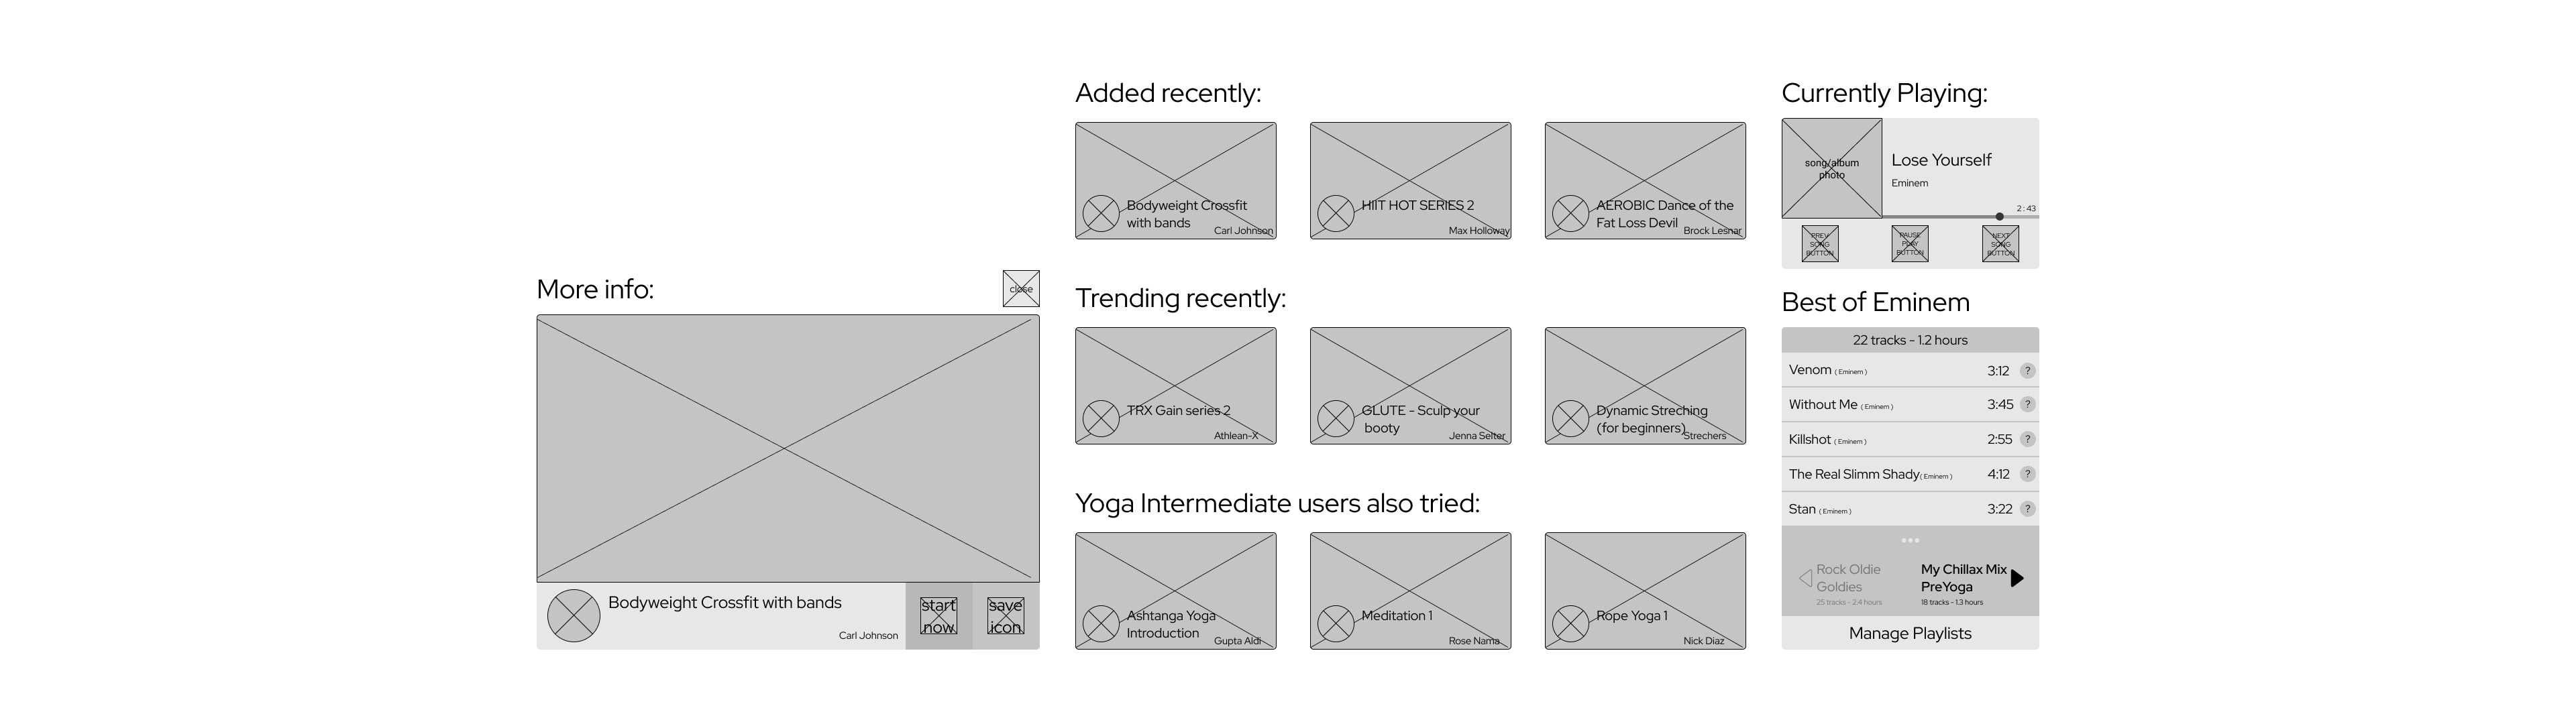 More info:
close
Bodyweight Crossfit with bands
Carl Johnson
start
now
save
icon
Added recently:
Bodyweight Crossfit
with bands
Carl Johnson
HIIT HOT SERIES 2
Max Holloway
AEROBIC Dance of the
Fat Loss Devil
Brock Lesnar
Trending recently:
TRX Gain series 2
Athlean-X
GLUTE - Sculp your
booty
Jenna Selter
Dynamic Streching
(for beginners)
Strechers
Yoga Intermediate users also tried:
Ashtanga Yoga
Introduction
Gupta Aldi
Meditation 1
Rose Nama
Rope Yoga 1
Nick Diaz
Currently Playing:
song/album
photo
Lose Yourself
Eminem
2:43
PREV
SONG
BUTTON
PAUSE
PLAY
BUTTON
NEXT
SONG
BUTTON
Best of Eminem
22 tracks - 1.2 hours
Venom ( Eminem ) 3:12 ?
Without Me ( Eminem ) 3:45 ?
Killshot ( Eminem ) 2:55 ?
The Real Slimm Shady( Eminem ) 4:12 ?
Stan ( Eminem ) 3:22 ?
Rock Oldie
Goldies
25 tracks - 2.4 hours
My Chillax Mix
PreYoga
18 tracks - 1.3 hours
Manage Playlists